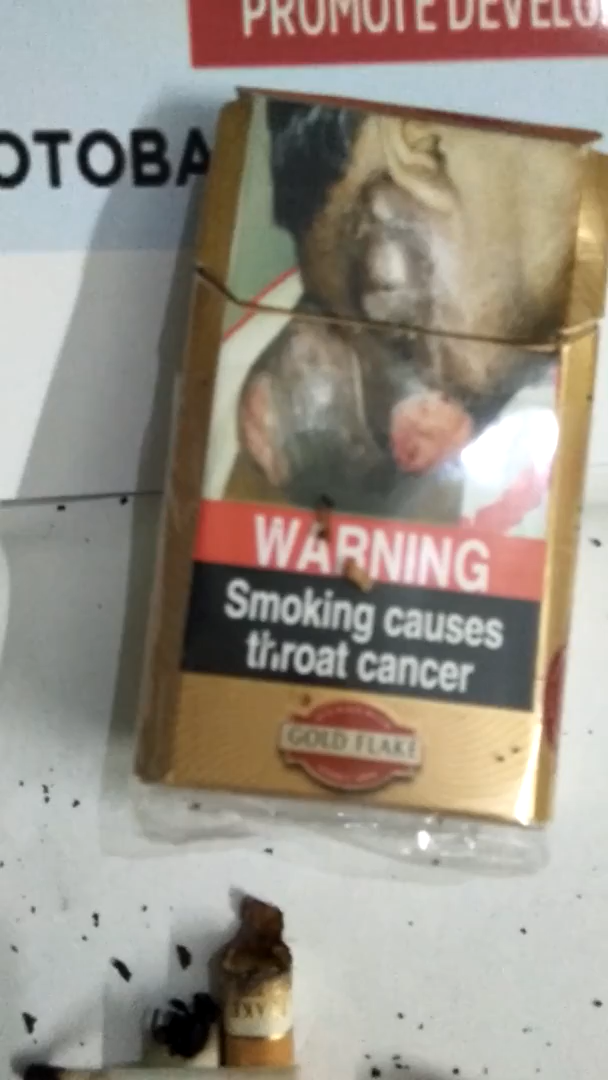 PROMOTE DEVELO
OTOBA
WARNING
Smoking causes
throat cancer
GOLD FLAKE